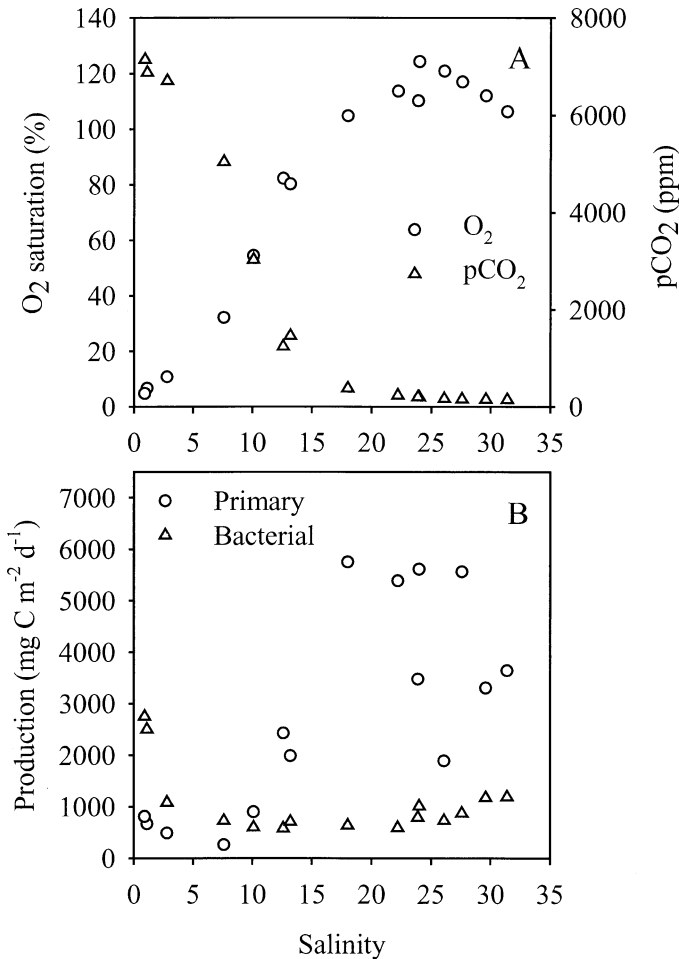 140
120
100
80
60
40
20
0
O2 saturation (%)
8000
6000
4000
2000
0
pCO2 (ppm)
A
O2
pCO2
0 5 10 15 20 25 30 35
7000
6000
5000
4000
3000
2000
1000
0
Production (mg C m-2 d-1)
Primary
Bacterial
B
0 5 10 15 20 25 30 35
Salinity